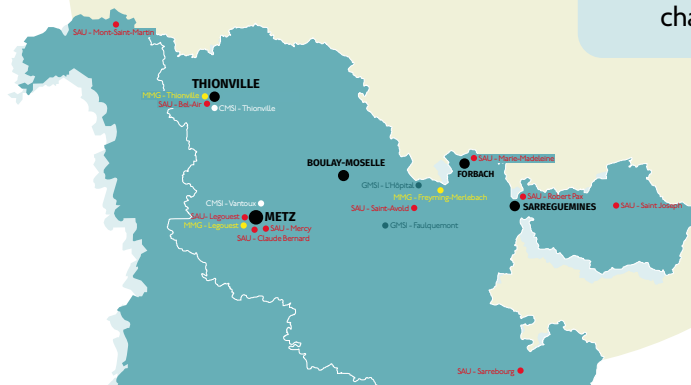 cha
SAU - Mont-Saint-Martin
THIONVILLE
MMG - Thionville
SAU - Bel-Air
CMSI - Thionville
BOULAY-MOSELLE
SAU - Marie-Madeleine
FORBACH
GMSI - L'Hôpital
MMG - Freyming-Merlebach
SAU - Robert Pax
SARREGUEMINES
SAU - Saint Joseph
CMSI - Vantoux
SAU - Saint-Avold
SAU- Legouest
METZ
MMG - Legouest
SAU - Mercy
SAU - Claude Bernard
GMSI - Faulquemont
SAU - Sarrebourg